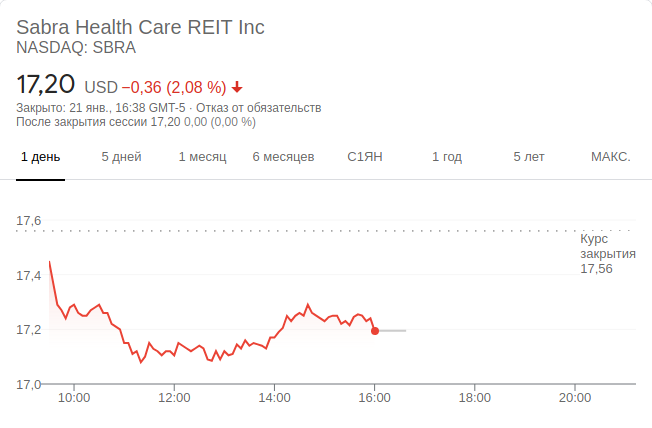 Sabra Health Care REIT Inc
NASDAQ: SBRA
17,20 USD −0,36 (2,08 %)
Закрыто: 21 янв., 16:38 GMT-5 · Отказ от обязательств
После закрытия сессии 17,20 0,00 (0,00 %)
1 день 5 дней 1 месяц 6 месяцев С1ЯН 1 год 5 лет МАКС.
17,6
Курс
закрытия
17,56
17,4
17,2
17,0
10:00 12:00 14:00 16:00 18:00 20:00